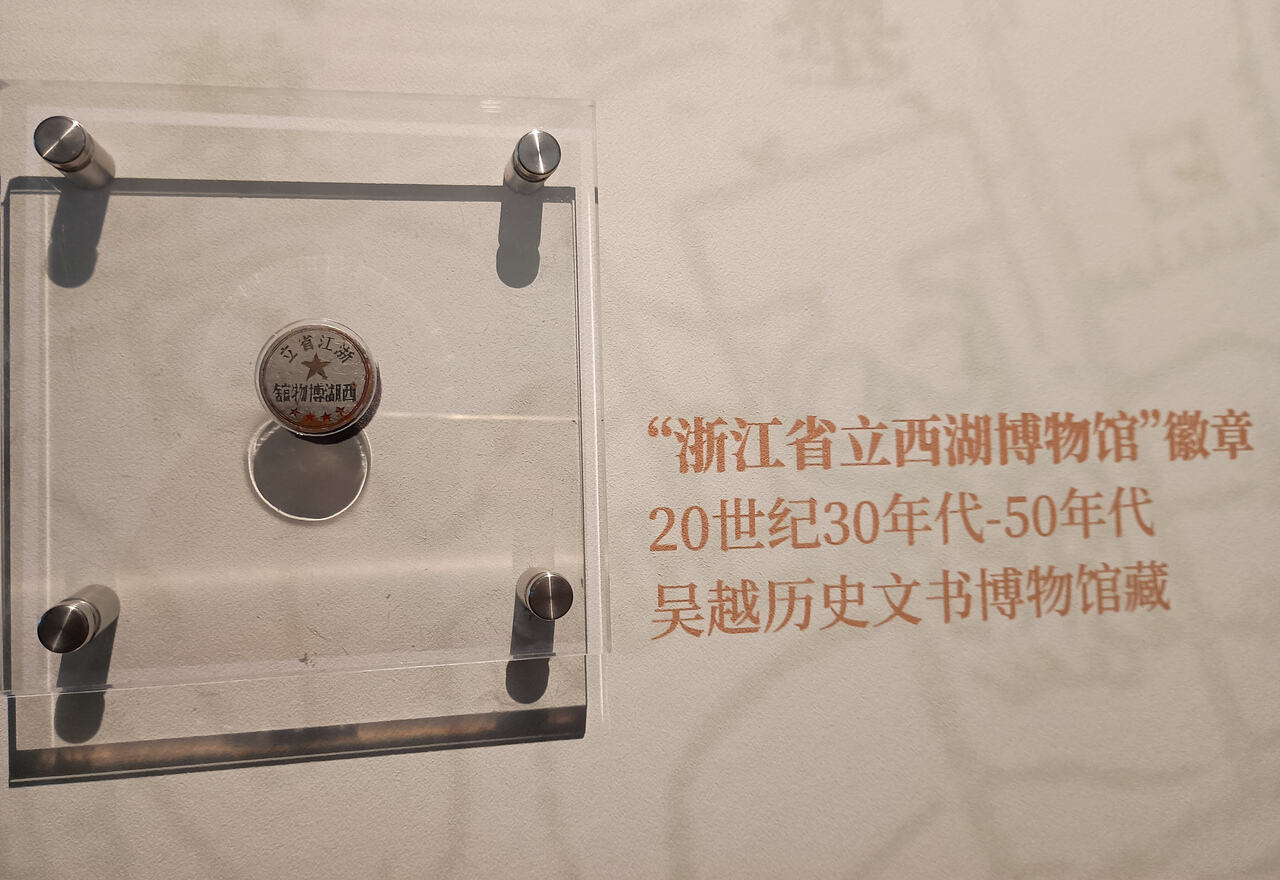 浙江省立
西湖博物館
“浙江省立西湖博物馆”徽章
20世纪30年代-50年代
吴越历史文书博物馆藏